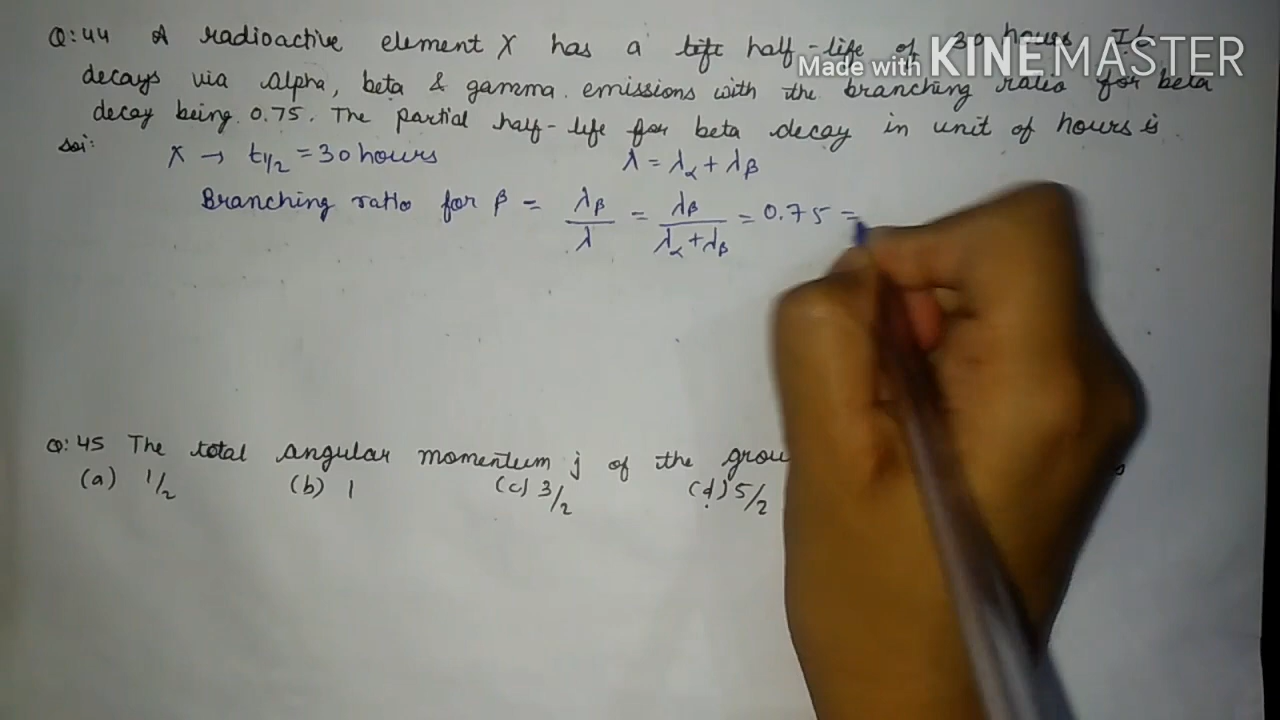 Q:44 A radioactive element X has a half-life of 30 hours. It
Made with KINEMASTER
decays via alpha, beta & gamma emissions with the branching ratio for beta
decay being 0.75. The partial half-life for beta decay in unit of hours is
Sol: X → t1/2 = 30 hours λ = λα + λβ
Branching ratio for β = λβ/λ = λβ/(λα + λβ) = 0.75 =
Q:45 The total angular momentum j of the grou
(a) 1/2 (b) 1 (c) 3/2 (d) 5/2